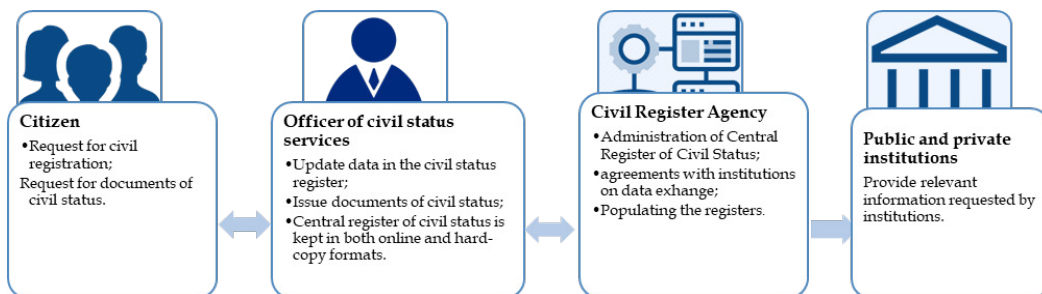 Citizen
•Request for civil
registration;
Request for documents of
civil status.
Officer of civil status
services
•Update data in the civil status
register;
•Issue documents of civil status;
•Central register of civil status is
kept in both online and hard-
copy formats.
Civil Register Agency
•Administration of Central
Register of Civil Status;
•agreements with institutions
on data exhange;
•Populating the registers.
Public and private
institutions
Provide relevant
information requested by
institutions.